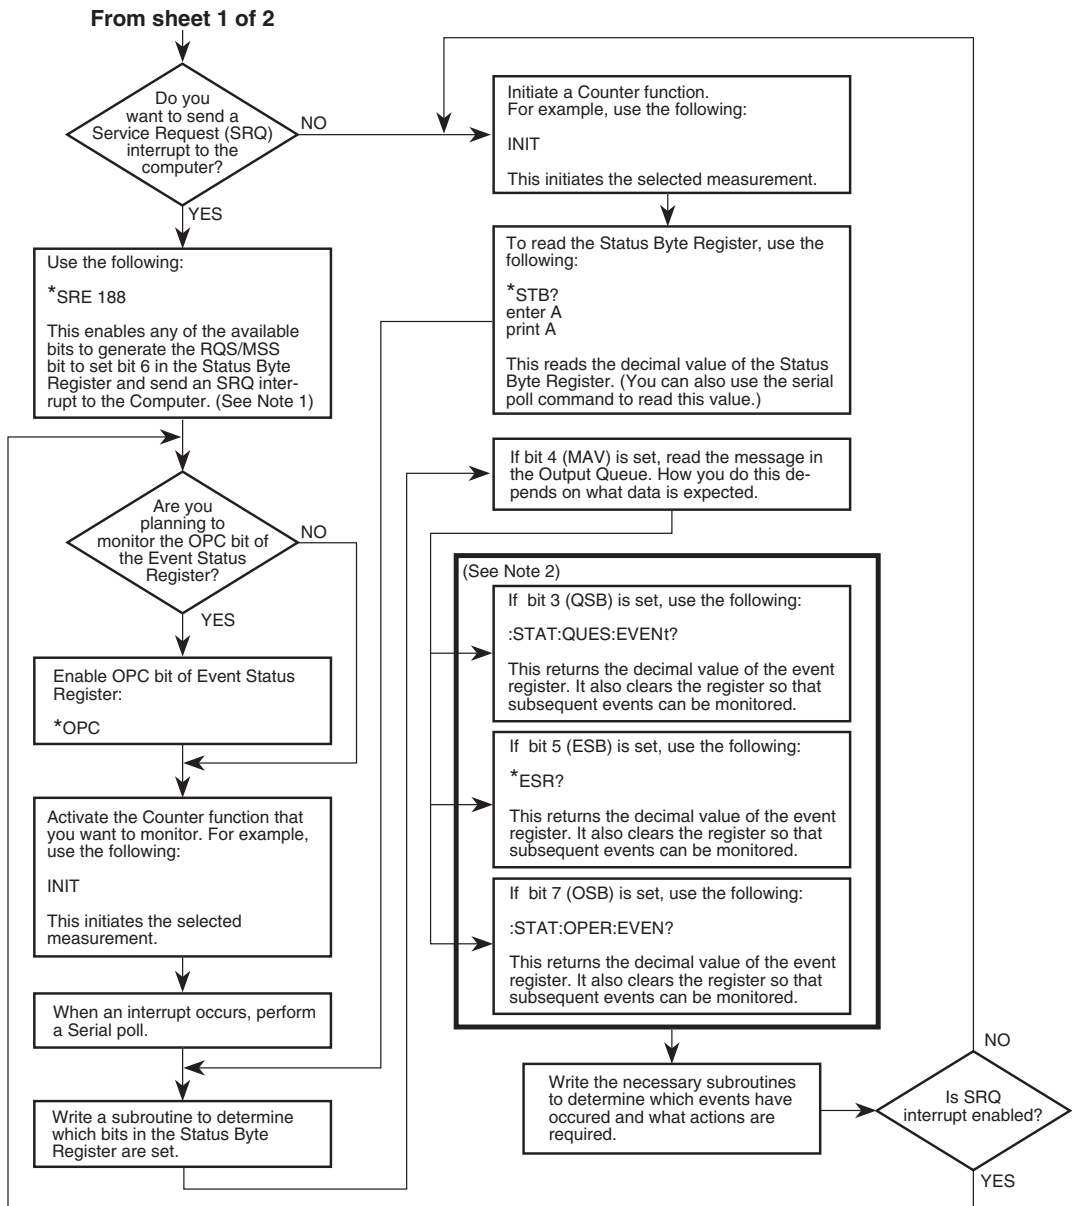 From sheet 1 of 2
Do you
want to send a
Service Request (SRQ)
interrupt to the
computer?
NO
YES
Use the following:
*SRE 188
This enables any of the available
bits to generate the RQS/MSS
bit to set bit 6 in the Status Byte
Register and send an SRQ inter-
rupt to the Computer. (See Note 1)
Are you
planning to
monitor the OPC bit of
the Event Status
Register?
NO
YES
Enable OPC bit of Event Status
Register:
*OPC
Activate the Counter function that
you want to monitor. For example,
use the following:
INIT
This initiates the selected
measurement.
When an interrupt occurs, perform
a Serial poll.
Write a subroutine to determine
which bits in the Status Byte
Register are set.
Initiate a Counter function.
For example, use the following:
INIT
This initiates the selected measurement.
To read the Status Byte Register, use the
following:
*STB?
enter A
print A
This reads the decimal value of the Status
Byte Register. (You can also use the serial
poll command to read this value.)
If bit 4 (MAV) is set, read the message in
the Output Queue. How you do this de-
pends on what data is expected.
(See Note 2)
If bit 3 (QSB) is set, use the following:
:STAT:QUES:EVENt?
This returns the decimal value of the event
register. It also clears the register so that
subsequent events can be monitored.
If bit 5 (ESB) is set, use the following:
*ESR?
This returns the decimal value of the event
register. It also clears the register so that
subsequent events can be monitored.
If bit 7 (OSB) is set, use the following:
:STAT:OPER:EVEN?
This returns the decimal value of the event
register. It also clears the register so that
subsequent events can be monitored.
Write the necessary subroutines
to determine which events have
occured and what actions are
required.
Is SRQ
interrupt enabled?
NO
YES